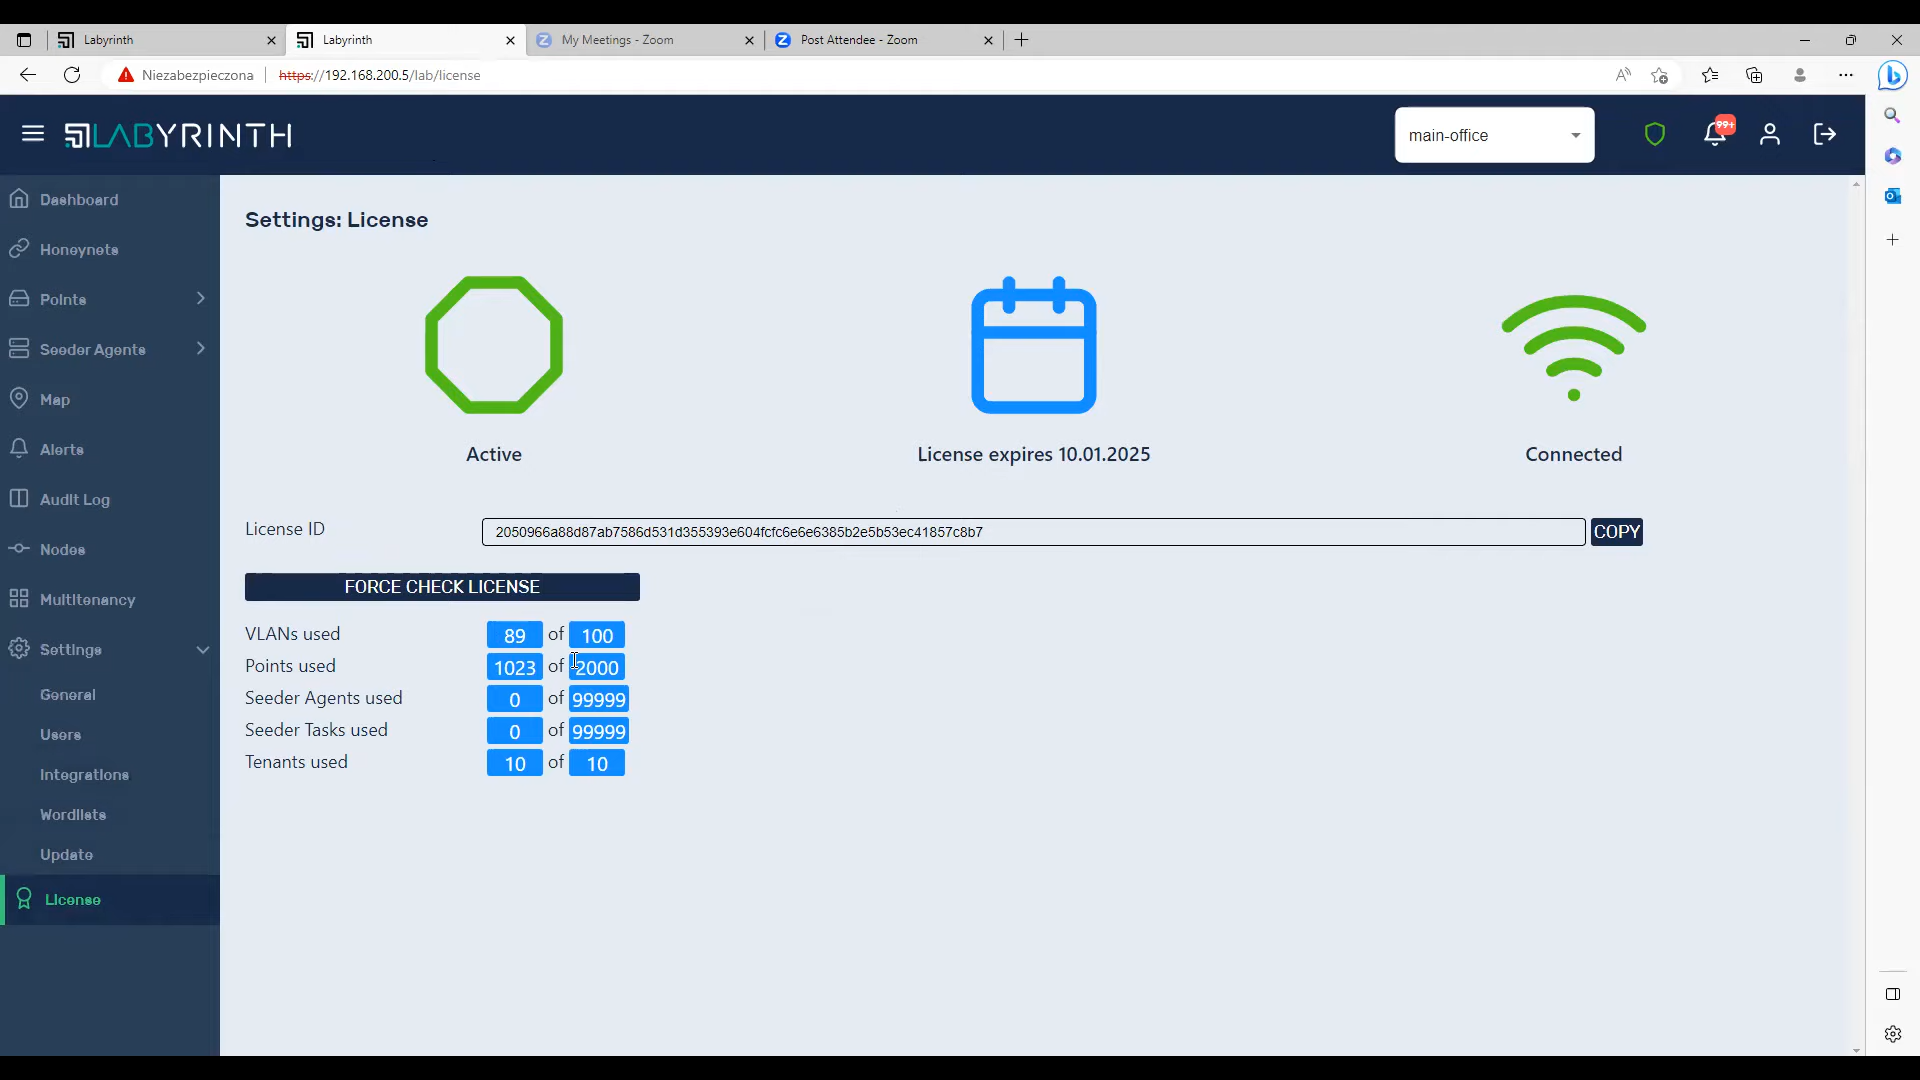 Labyrinth
Labyrinth
My Meetings - Zoom
Post Attendee - Zoom
Niezabezpieczona
https://192.168.200.5/lab/license
LABYRINTH
main-office
99+
Dashboard
Honeynets
Points
Seeder Agents
Map
Alerts
Audit Log
Nodes
Multitenancy
Settings
General
Users
Integrations
Wordlists
Update
License
Settings: License
Active
License expires 10.01.2025
Connected
License ID
2050966a88d87ab7586d531d355393e604fcfc6e6e6385b2e5b53ec41857c8b7
COPY
FORCE CHECK LICENSE
VLANs used 89 of 100
Points used 1023 of 2000
Seeder Agents used 0 of 99999
Seeder Tasks used 0 of 99999
Tenants used 10 of 10